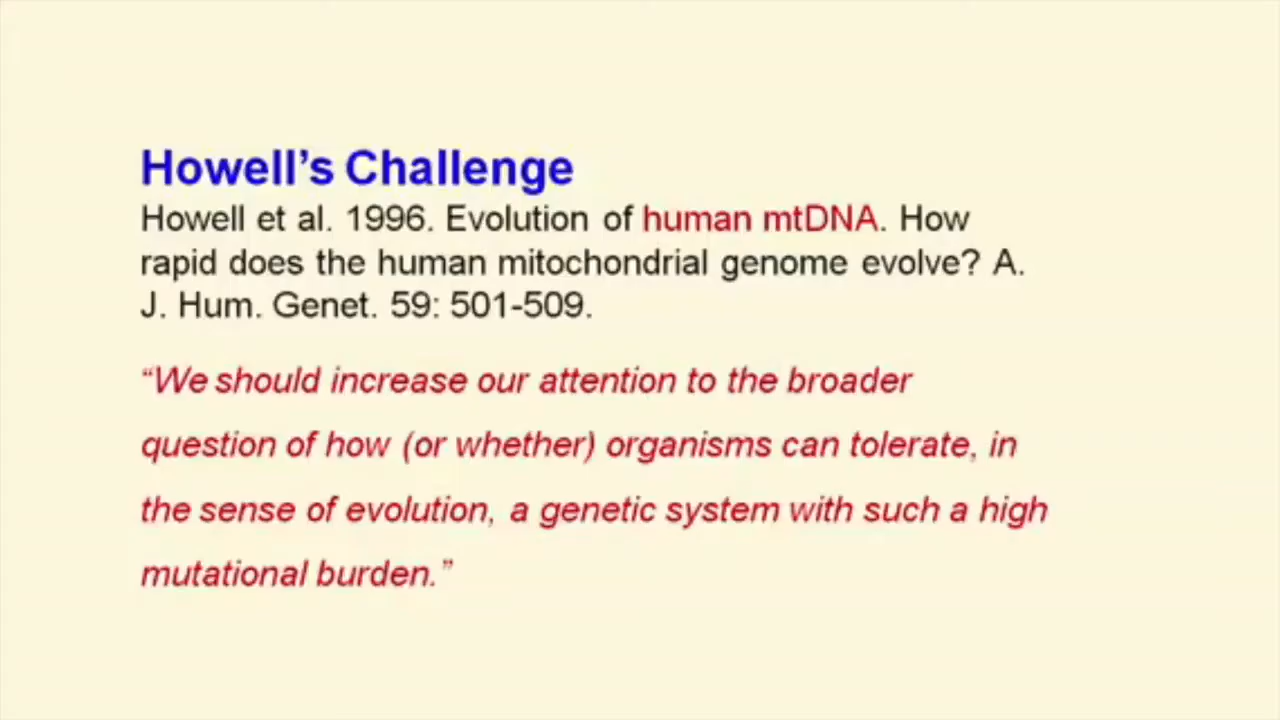 Howell’s Challenge
Howell et al. 1996. Evolution of human mtDNA. How
rapid does the human mitochondrial genome evolve? A.
J. Hum. Genet. 59: 501-509.
“We should increase our attention to the broader
question of how (or whether) organisms can tolerate, in
the sense of evolution, a genetic system with such a high
mutational burden.”